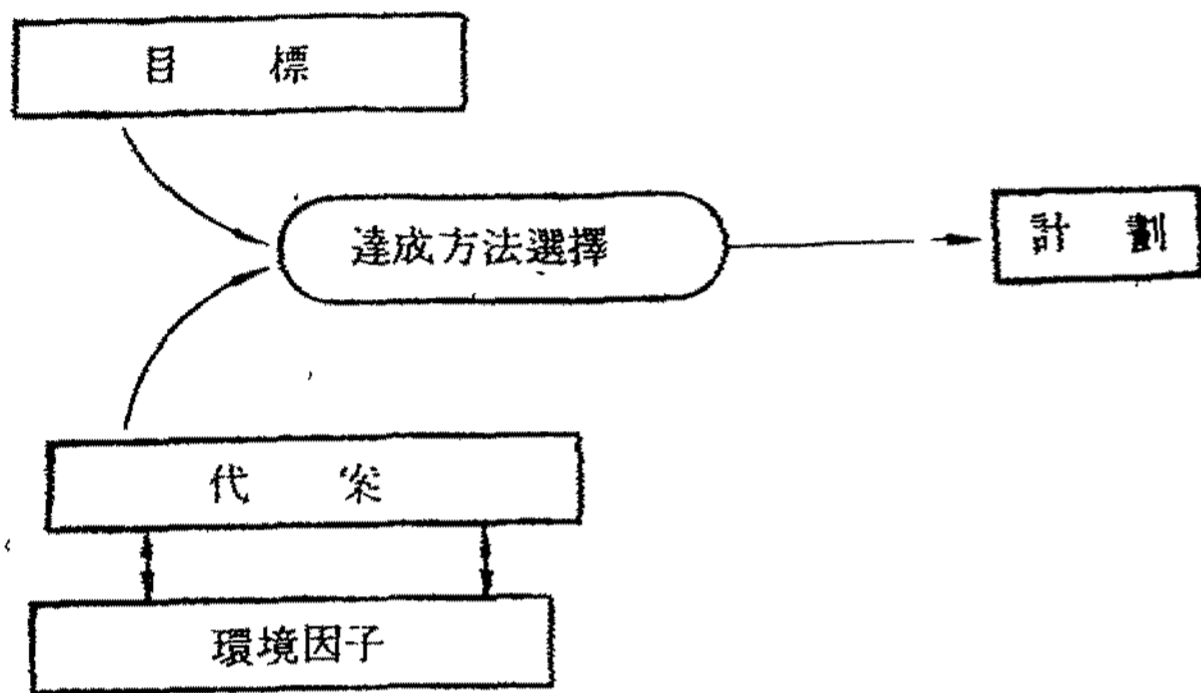 目 標
達成方法選擇
計 劃
代 案
環境因子